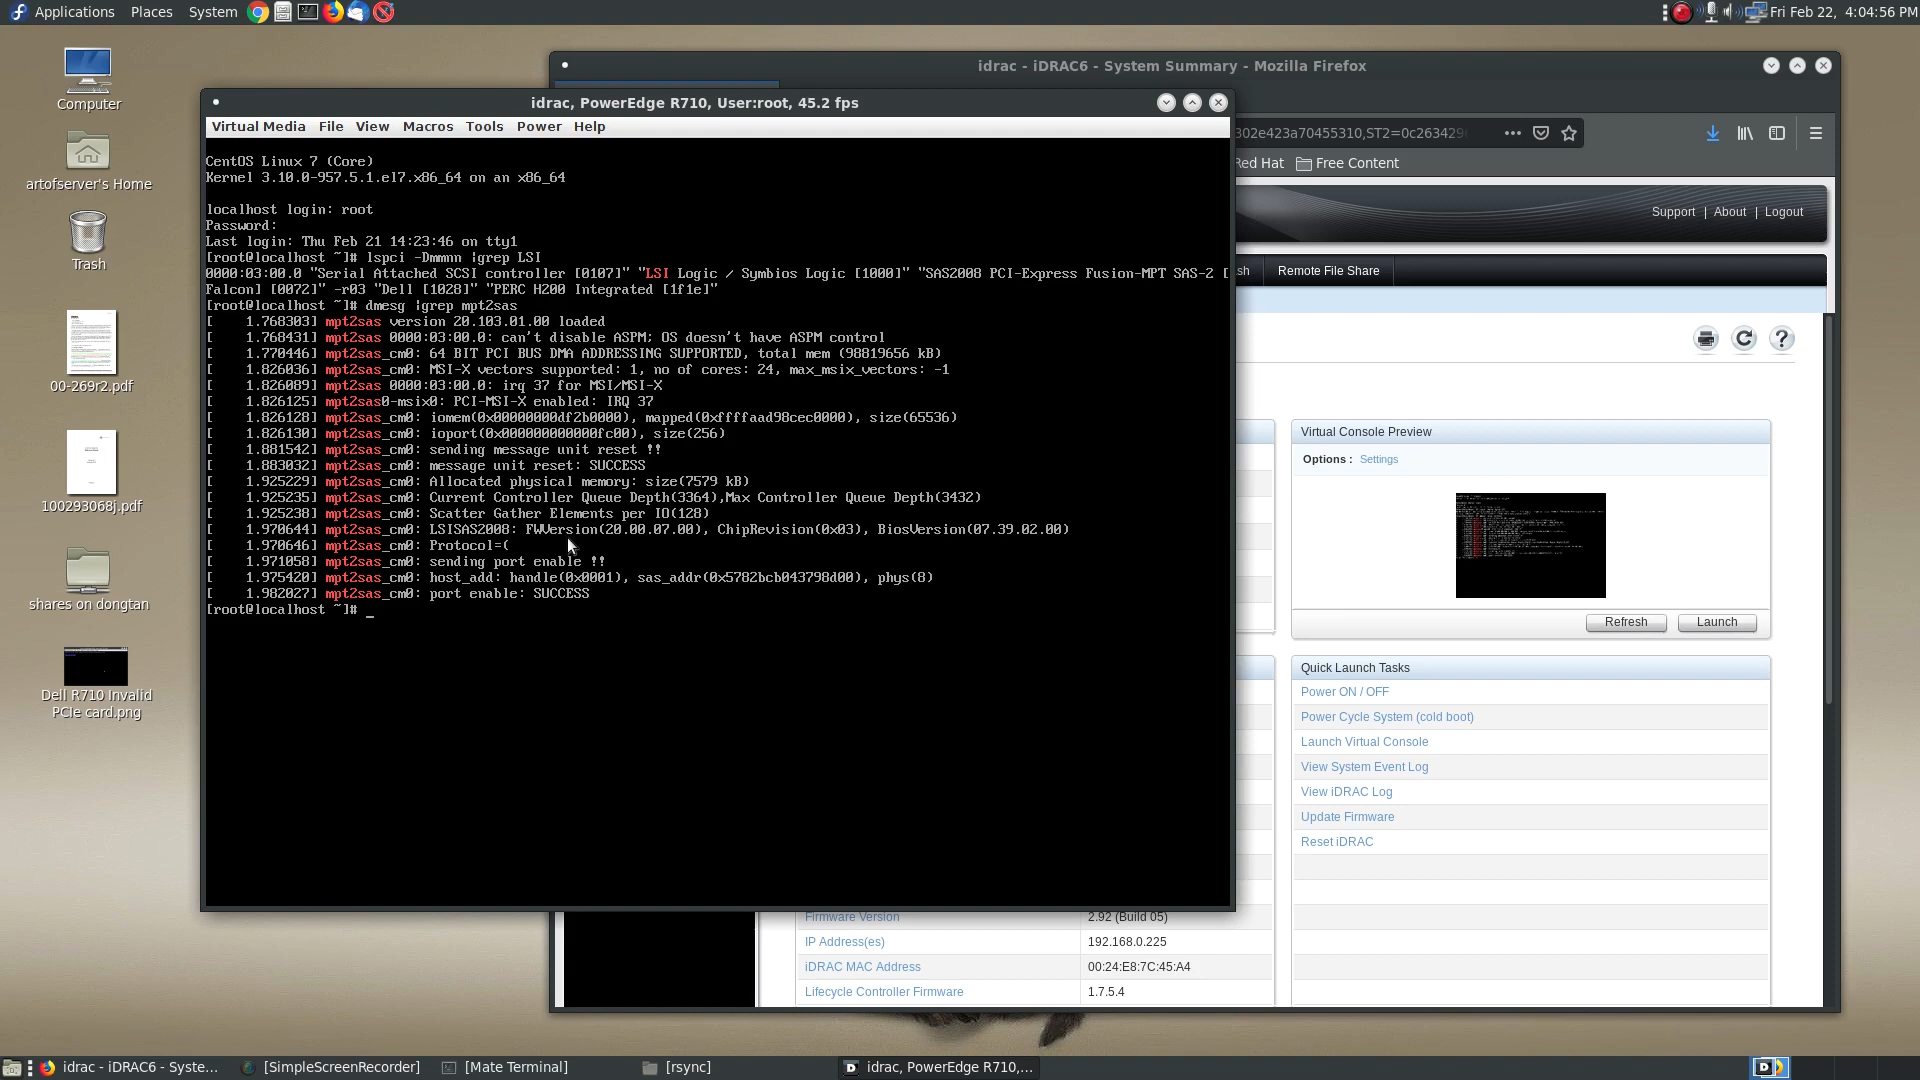 Applications Places System
Fri Feb 22, 4:04:56 PM
Computer
artofserver's Home
Trash
00-269r2.pdf
100293068j.pdf
shares on dongtan
Dell R710 Invalid
PCIe card.png
idrac - iDRAC6 - System Summary - Mozilla Firefox
idrac, PowerEdge R710, User:root, 45.2 fps
Virtual Media File View Macros Tools Power Help
CentOS Linux 7 (Core)
Kernel 3.10.0-957.5.1.el7.x86_64 on an x86_64
localhost login: root
Password:
Last login: Thu Feb 21 14:23:46 on tty1
[root@localhost ~]# lspci -Dmmnn |grep LSI
0000:03:00.0 "Serial Attached SCSI controller [0107]" "LSI Logic / Symbios Logic [1000]" "SAS2008 PCI-Express Fusion-MPT SAS-2 [
Falcon] [0072]" -r03 "Dell [1028]" "PERC H200 Integrated [1f1e]"
[root@localhost ~]# dmesg |grep mpt2sas
[    1.768303] mpt2sas version 20.103.01.00 loaded
[    1.768431] mpt2sas 0000:03:00.0: can't disable ASPM; OS doesn't have ASPM control
[    1.770446] mpt2sas_cm0: 64 BIT PCI BUS DMA ADDRESSING SUPPORTED, total mem (98819656 kB)
[    1.826036] mpt2sas_cm0: MSI-X vectors supported: 1, no of cores: 24, max_msix_vectors: -1
[    1.826089] mpt2sas 0000:03:00.0: irq 37 for MSI/MSI-X
[    1.826125] mpt2sas0-msix0: PCI-MSI-X enabled: IRQ 37
[    1.826128] mpt2sas_cm0: iomem(0x00000000df2b0000), mapped(0xffffaad98cec0000), size(65536)
[    1.826130] mpt2sas_cm0: ioport(0x000000000000fc00), size(256)
[    1.881542] mpt2sas_cm0: sending message unit reset !!
[    1.883032] mpt2sas_cm0: message unit reset: SUCCESS
[    1.925229] mpt2sas_cm0: Allocated physical memory: size(7579 kB)
[    1.925235] mpt2sas_cm0: Current Controller Queue Depth(3364),Max Controller Queue Depth(3432)
[    1.925238] mpt2sas_cm0: Scatter Gather Elements per IO(128)
[    1.970644] mpt2sas_cm0: LSISAS2008: FWVersion(20.00.07.00), ChipRevision(0x03), BiosVersion(07.39.02.00)
[    1.970646] mpt2sas_cm0: Protocol=(
[    1.971058] mpt2sas_cm0: sending port enable !!
[    1.975420] mpt2sas_cm0: host_add: handle(0x0001), sas_addr(0x5782bcb043798d00), phys(8)
[    1.982027] mpt2sas_cm0: port enable: SUCCESS
[root@localhost ~]# _
302e423a70455310,ST2=0c263429
Red Hat Free Content
Support | About | Logout
sh Remote File Share
Virtual Console Preview
Options : Settings
Refresh Launch
Quick Launch Tasks
Power ON / OFF
Power Cycle System (cold boot)
Launch Virtual Console
View System Event Log
View iDRAC Log
Update Firmware
Reset iDRAC
Firmware Version 2.92 (Build 05)
IP Address(es) 192.168.0.225
iDRAC MAC Address 00:24:E8:7C:45:A4
Lifecycle Controller Firmware 1.7.5.4
idrac - iDRAC6 - Syste... [SimpleScreenRecorder] [Mate Terminal] [rsync] idrac, PowerEdge R710,...